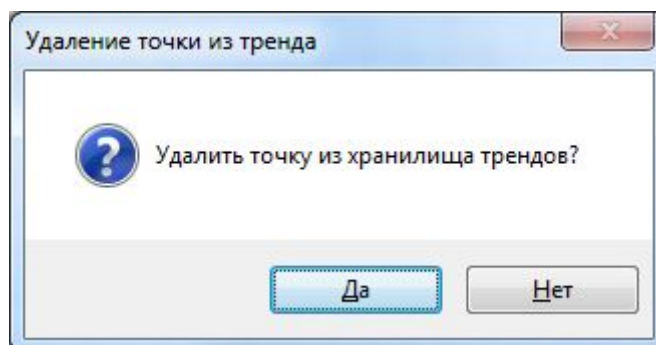 Удаление точки из тренда
Удалить точку из хранилища трендов?
Да
Нет